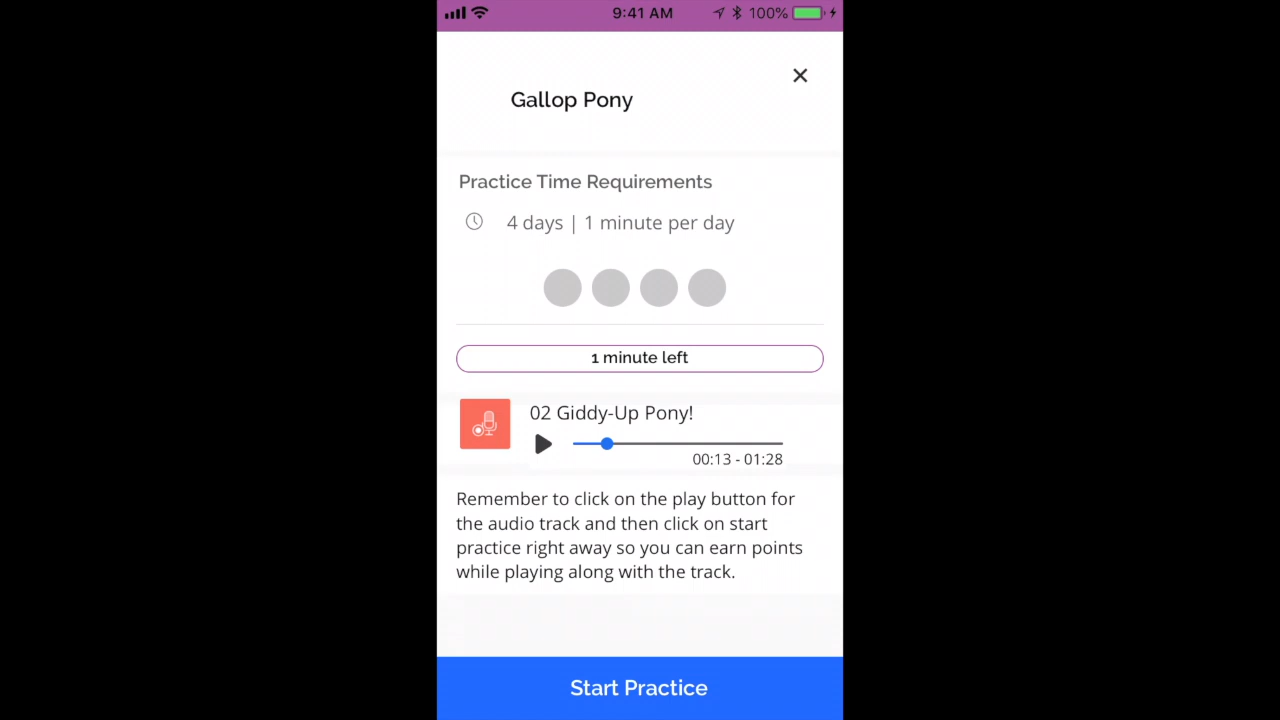 9:41 AM 100%
Gallop Pony
Practice Time Requirements
4 days | 1 minute per day
1 minute left
02 Giddy-Up Pony!
00:13 - 01:28
Remember to click on the play button for
the audio track and then click on start
practice right away so you can earn points
while playing along with the track.
Start Practice